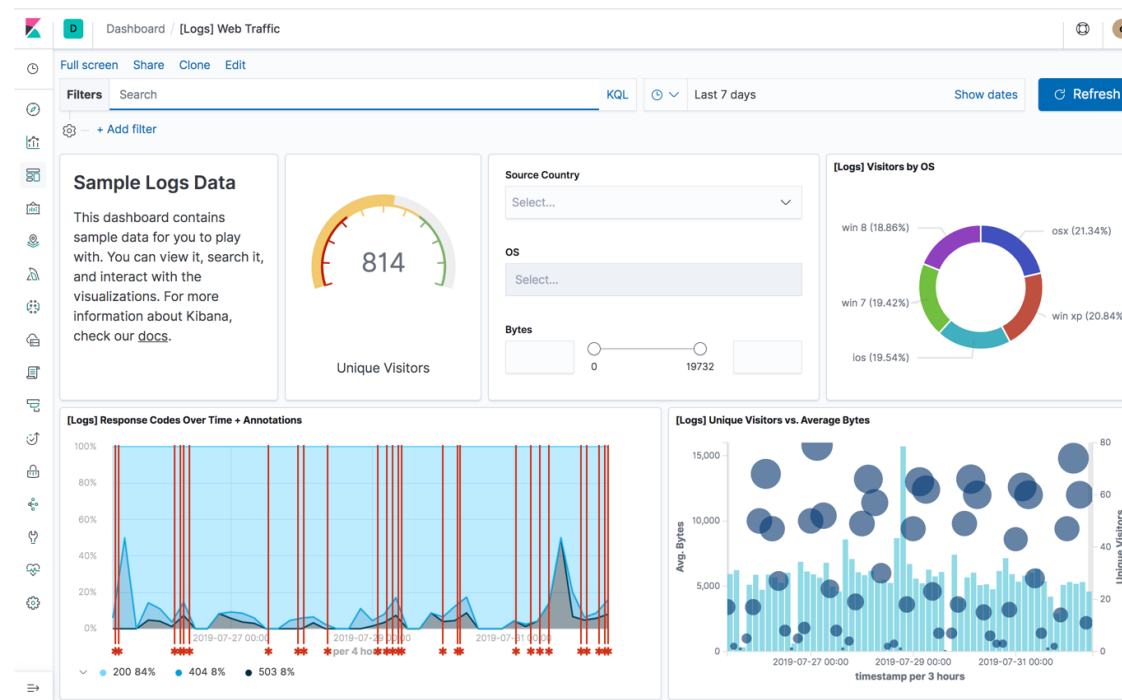 D
Dashboard / [Logs] Web Traffic
Full screen Share Clone Edit
Filters Search KQL Last 7 days Show dates Refresh
+ Add filter
Sample Logs Data
This dashboard contains
sample data for you to play
with. You can view it, search it,
and interact with the
visualizations. For more
information about Kibana,
check our docs.
814
Unique Visitors
Source Country
Select...
OS
Select...
Bytes
0 19732
[Logs] Visitors by OS
win 8 (18.86%)
osx (21.34%)
win 7 (19.42%)
win xp (20.84%
ios (19.54%)
[Logs] Response Codes Over Time + Annotations
100%
80%
60%
40%
20%
0%
2019-07-27 00:00 2019-07-29 00:00 2019-07-31 00:00
per 4 hours
200 84% 404 8% 503 8%
[Logs] Unique Visitors vs. Average Bytes
15,000
10,000
5,000
0
Avg. Bytes
80
60
40
20
0
Unique Visitors
2019-07-27 00:00 2019-07-29 00:00 2019-07-31 00:00
timestamp per 3 hours